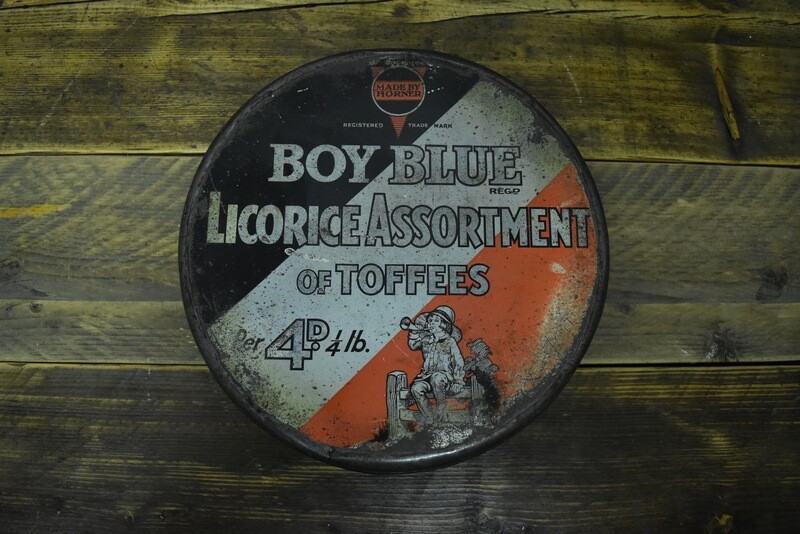 MADE BY
HORNER
REGISTERED TRADE MARK
BOY BLUE
REGD
LICORICE ASSORTMENT
OF TOFFEES
Per 4D. 1/4 lb.